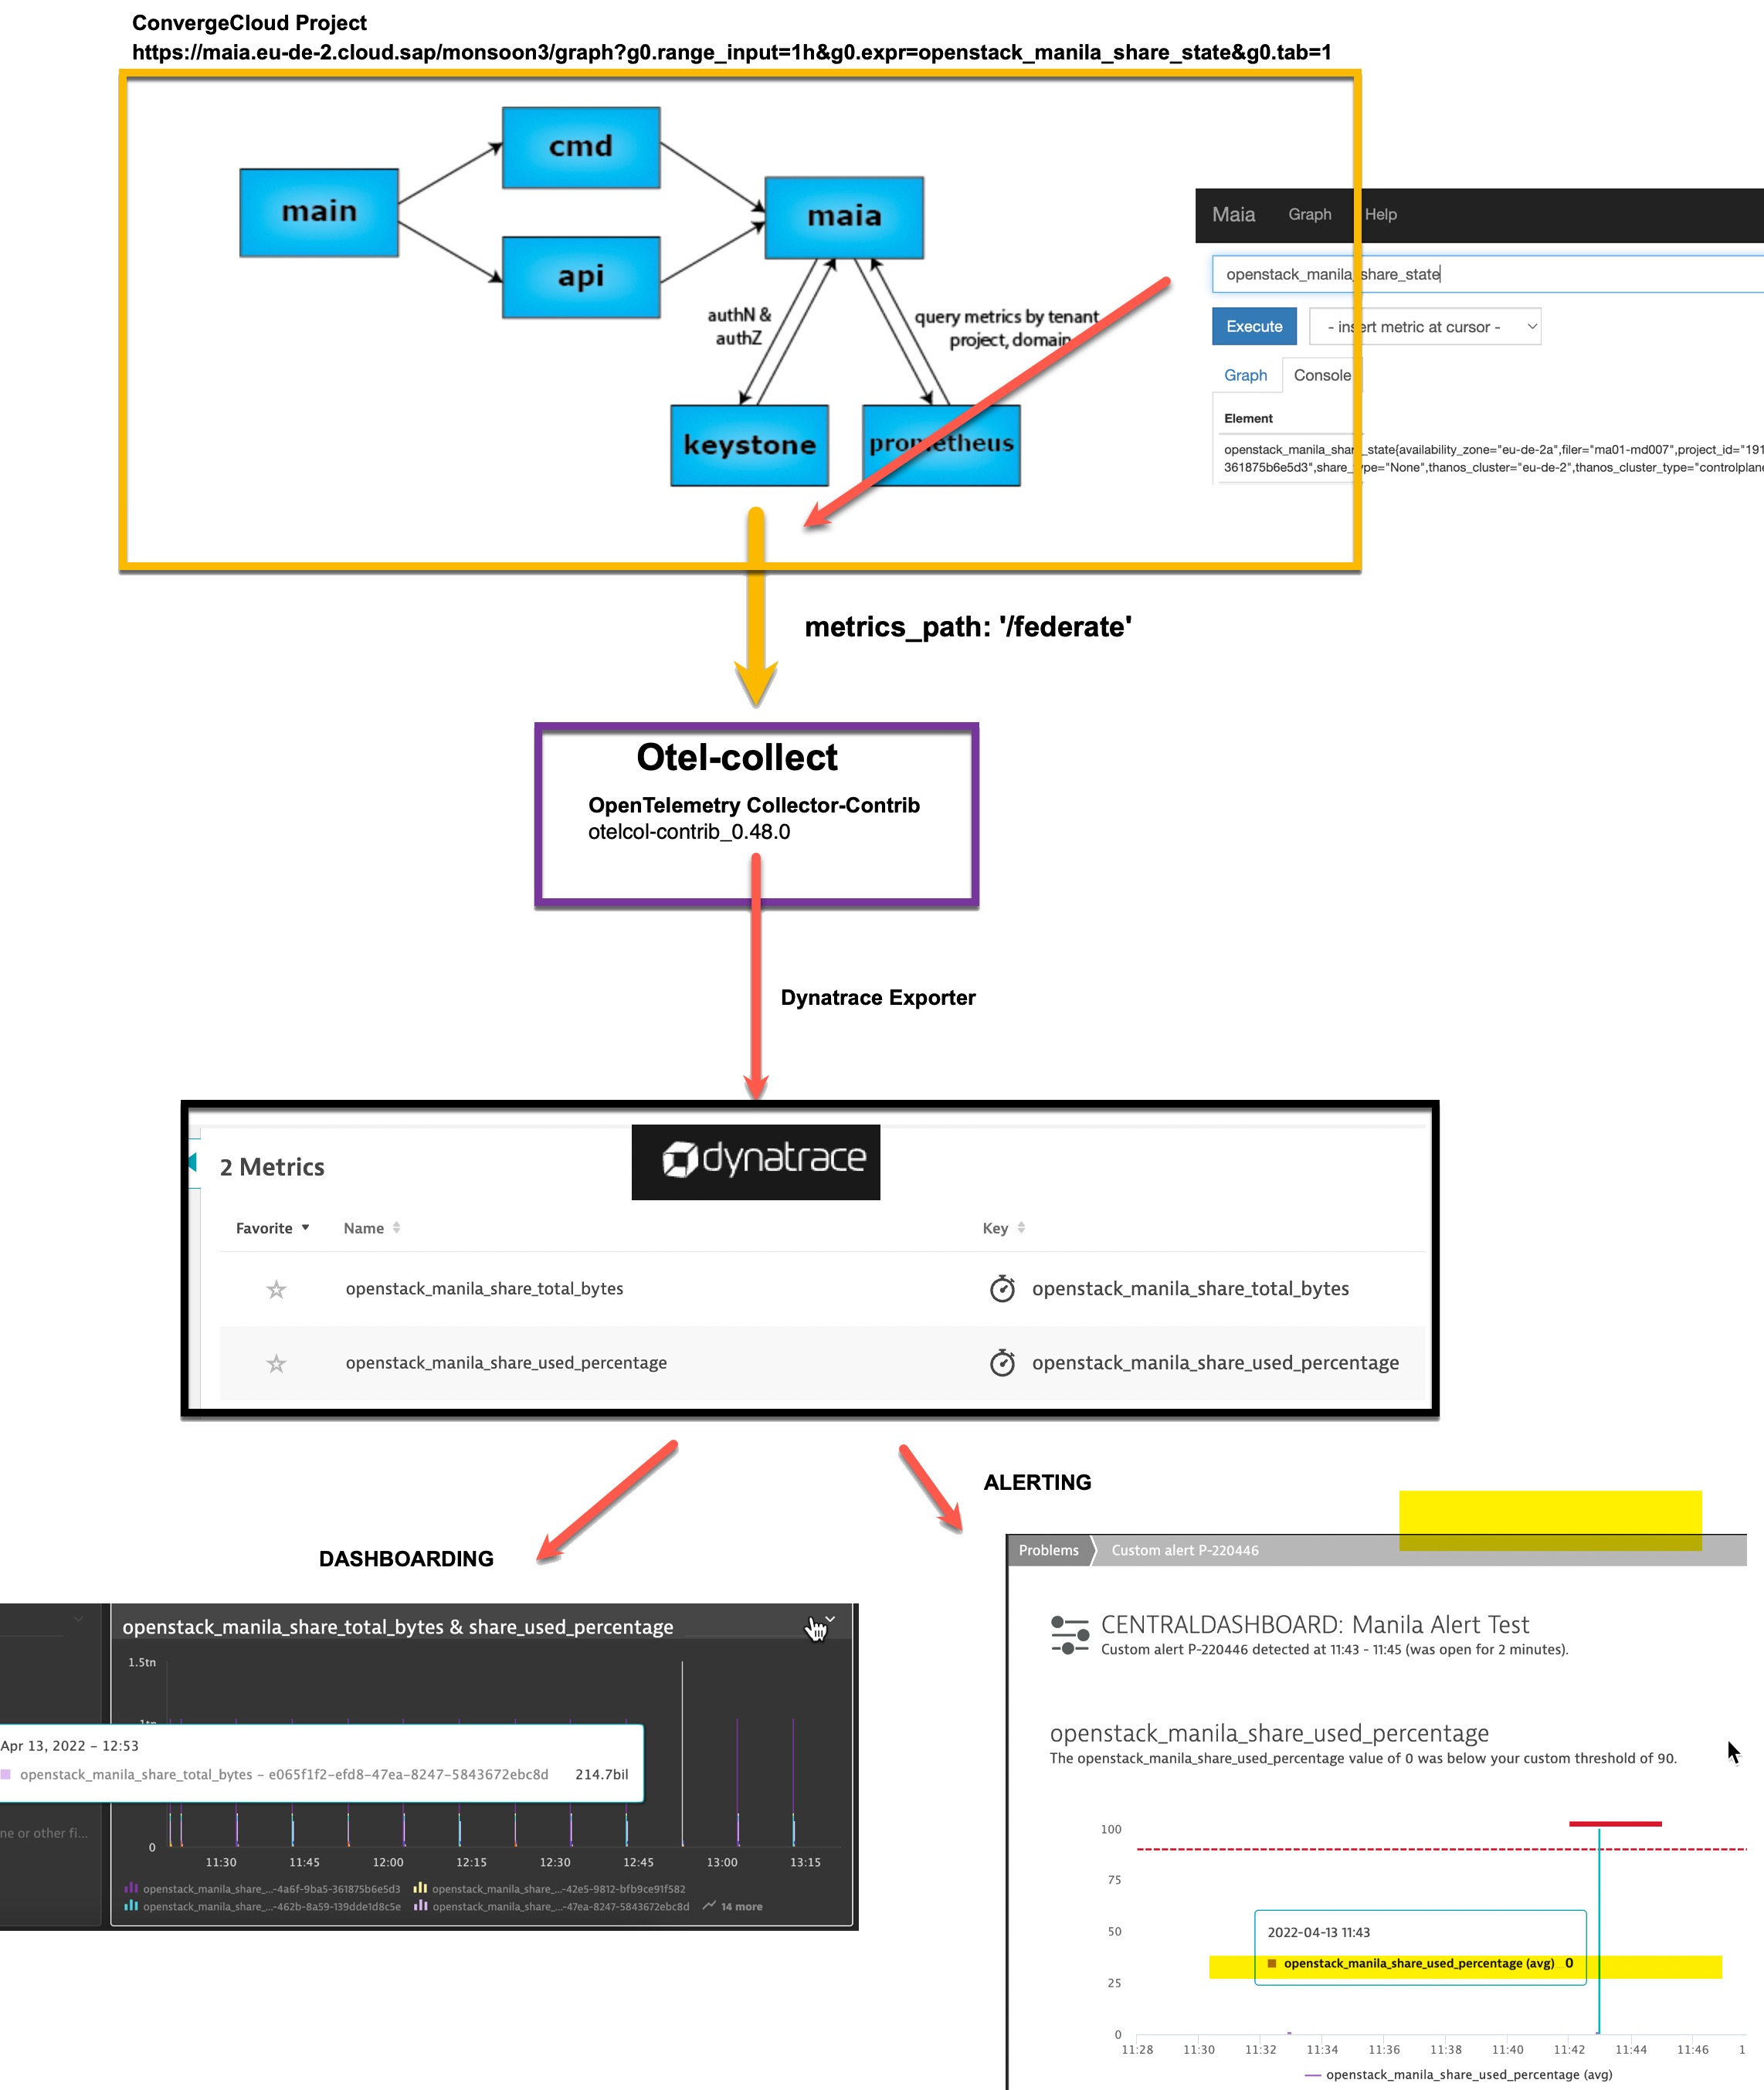 ConvergeCloud Project
https://maia.eu-de-2.cloud.sap/monsoon3/graph?g0.range_input=1h&g0.expr=openstack_manila_share_state&g0.tab=1
main
cmd
api
maia
authN &
authZ
query metrics by tenant
project, domain
keystone
prometheus
Maia Graph Help
openstack_manila_share_state
Execute
- insert metric at cursor -
Graph Console
Element
openstack_manila_share_state{availability_zone="eu-de-2a",filer="ma01-md007",project_id="191
361875b6e5d3",share_type="None",thanos_cluster="eu-de-2",thanos_cluster_type="controlplane
metrics_path: '/federate'
Otel-collect
OpenTelemetry Collector-Contrib
otelcol-contrib_0.48.0
Dynatrace Exporter
dynatrace
2 Metrics
Favorite Name Key
openstack_manila_share_total_bytes openstack_manila_share_total_bytes
openstack_manila_share_used_percentage openstack_manila_share_used_percentage
DASHBOARDING
openstack_manila_share_total_bytes & share_used_percentage
1.5tn
1tn
Apr 13, 2022 – 12:53
openstack_manila_share_total_bytes – e065f1f2-efd8-47ea-8247-5843672ebc8d 214.7bil
ne or other fi...
0
11:30 11:45 12:00 12:15 12:30 12:45 13:00 13:15
openstack_manila_share_...-4a6f-9ba5-361875b6e5d3 openstack_manila_share_...-42e5-9812-bfb9ce91f582
openstack_manila_share_...-462b-8a59-139dde1d8c5e openstack_manila_share_...-47ea-8247-5843672ebc8d 14 more
ALERTING
Problems Custom alert P-220446
CENTRALDASHBOARD: Manila Alert Test
Custom alert P-220446 detected at 11:43 - 11:45 (was open for 2 minutes).
openstack_manila_share_used_percentage
The openstack_manila_share_used_percentage value of 0 was below your custom threshold of 90.
100
75
50
25
0
2022-04-13 11:43
openstack_manila_share_used_percentage (avg) 0
11:28 11:30 11:32 11:34 11:36 11:38 11:40 11:42 11:44 11:46 1
openstack_manila_share_used_percentage (avg)